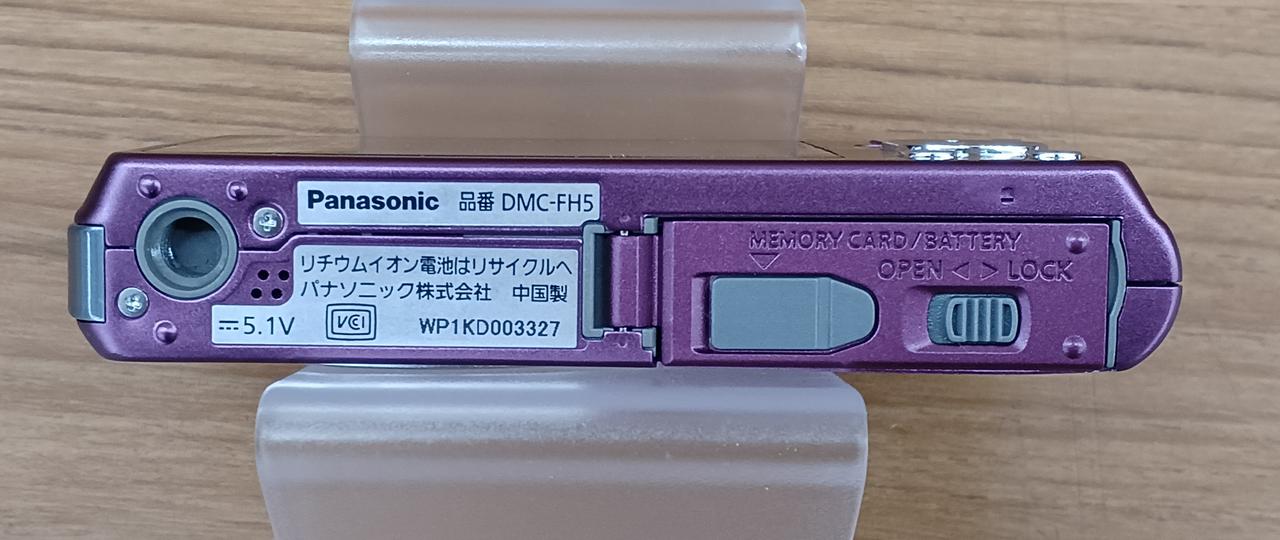 Panasonic 品番 DMC-FH5
リチウムイオン電池はリサイクルへ
パナソニック株式会社 中国製
⎓5.1V VCI WP1KD003327
MEMORY CARD/BATTERY
OPEN ◁ ▷ LOCK